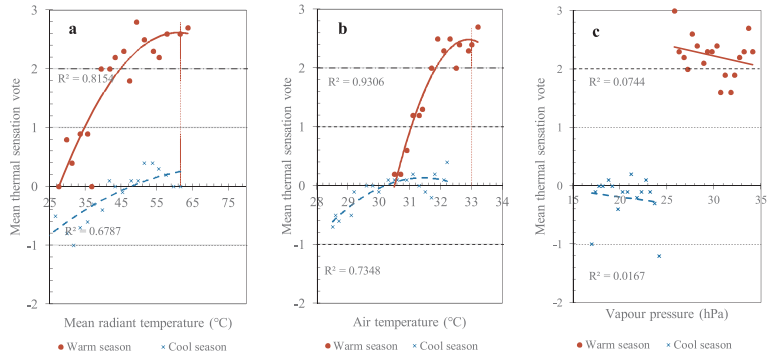 Mean thermal sensation vote
3
2
1
0
-1
-2
a
R² = 0.8154
R² = 0.6787
25 35 45 55 65 75
Mean radiant temperature (°C)
Warm season Cool season
Mean thermal sensation vote
3
2
1
0
-1
-2
b
R² = 0.9306
R² = 0.7348
28 29 30 31 32 33 34
Air temperature (°C)
Warm season Cool season
Mean thermal sensation vote
3
2
1
0
-1
-2
c
R² = 0.0744
R² = 0.0167
15 20 25 30 35
Vapour pressure (hPa)
Warm season Cool season